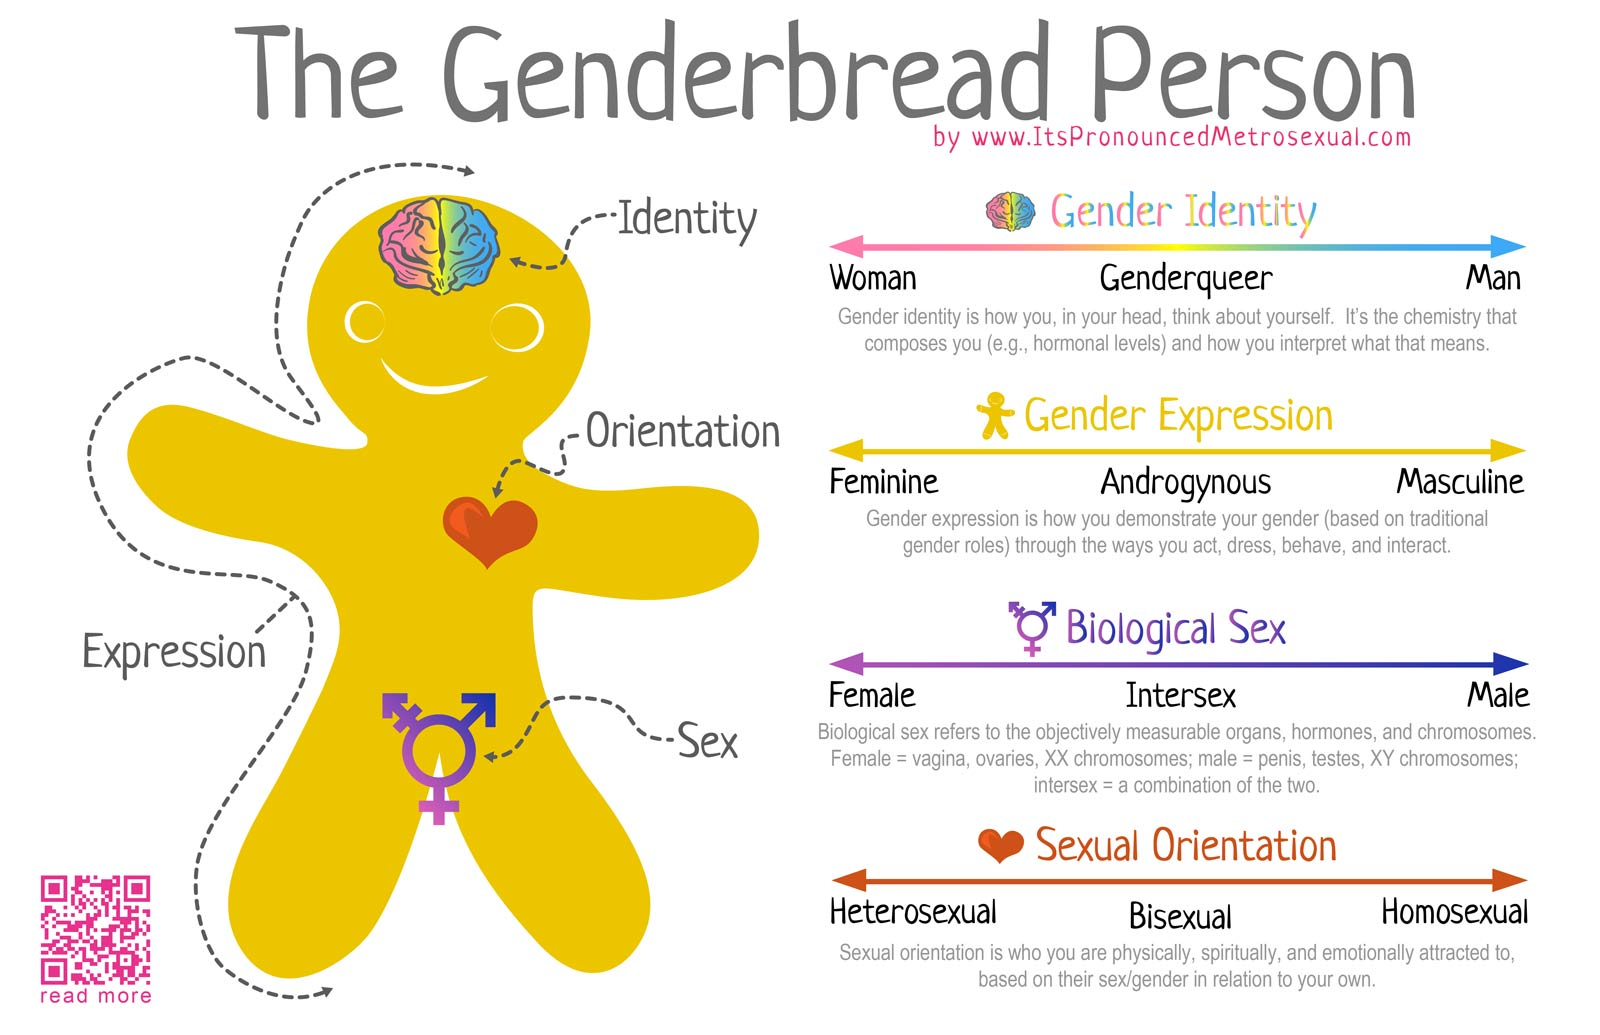 The Genderbread Person
by www.ItsPronouncedMetrosexual.com
Identity
Orientation
Expression
Sex
read more
Gender Identity
Woman Genderqueer Man
Gender identity is how you, in your head, think about yourself. It's the chemistry that
composes you (e.g., hormonal levels) and how you interpret what that means.
Gender Expression
Feminine Androgynous Masculine
Gender expression is how you demonstrate your gender (based on traditional
gender roles) through the ways you act, dress, behave, and interact.
Biological Sex
Female Intersex Male
Biological sex refers to the objectively measurable organs, hormones, and chromosomes.
Female = vagina, ovaries, XX chromosomes; male = penis, testes, XY chromosomes;
intersex = a combination of the two.
Sexual Orientation
Heterosexual Bisexual Homosexual
Sexual orientation is who you are physically, spiritually, and emotionally attracted to,
based on their sex/gender in relation to your own.